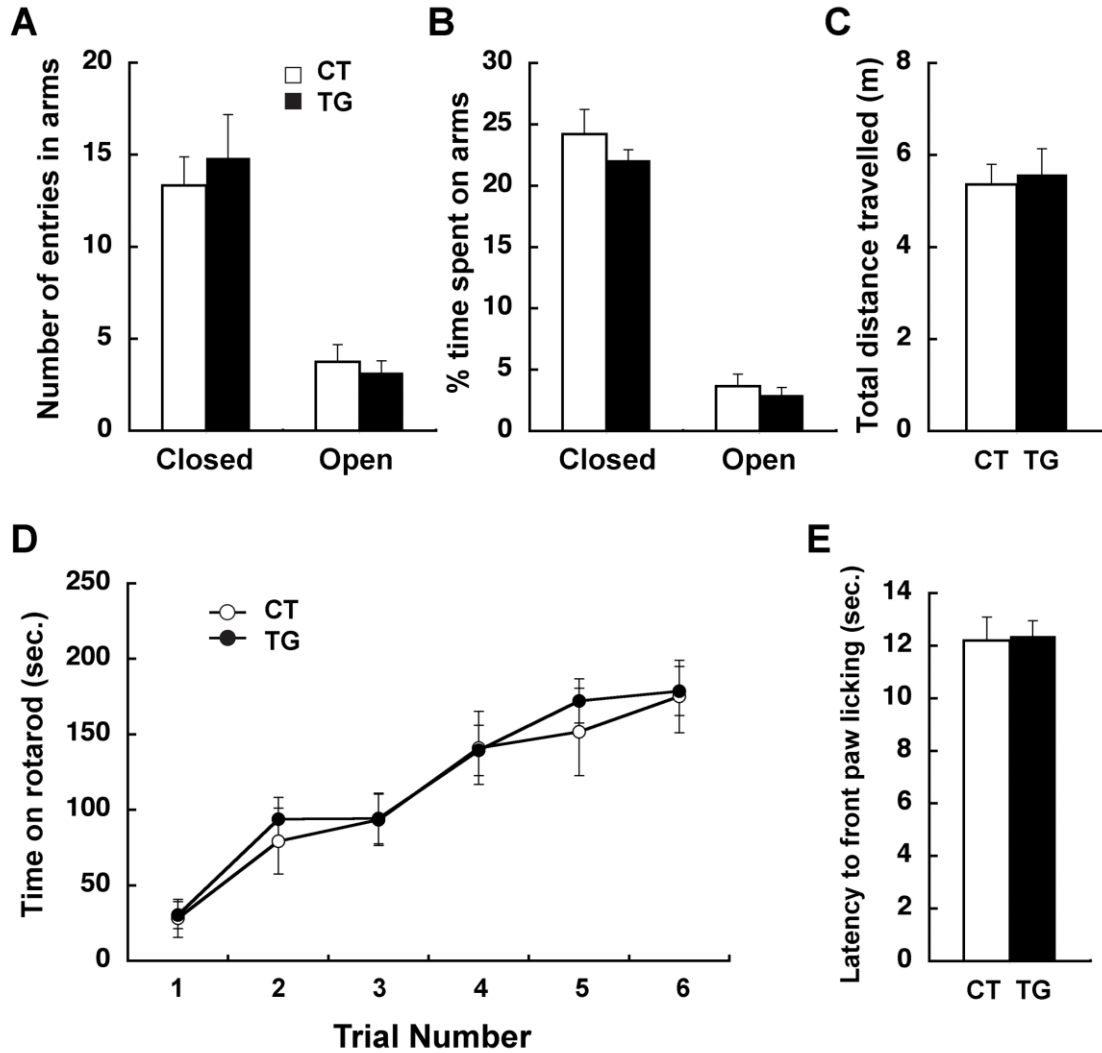 A
Number of entries in arms
20
15
10
5
0
CT
TG
Closed Open
B
% time spent on arms
30
25
20
15
10
5
0
Closed Open
C
Total distance travelled (m)
8
6
4
2
0
CT TG
D
Time on rotarod (sec.)
250
200
150
100
50
0
CT
TG
1 2 3 4 5 6
Trial Number
E
Latency to front paw licking (sec.)
14
12
10
8
6
4
2
0
CT TG